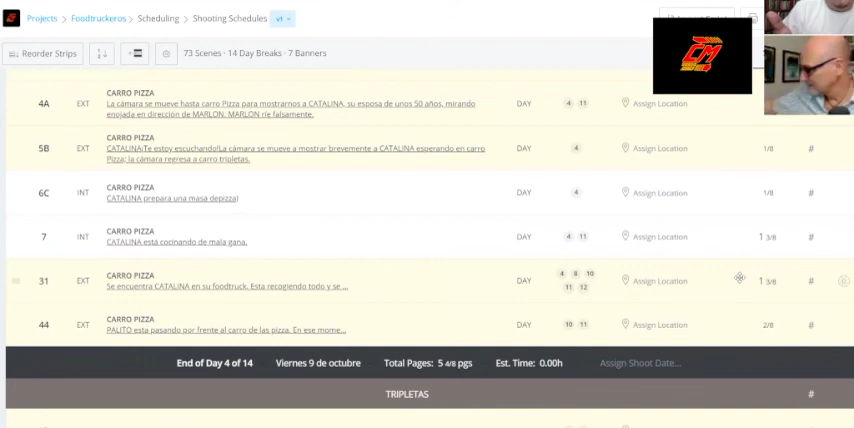 Projects > Foodtruckeros > Scheduling > Shooting Schedules v1
Reorder Strips 73 Scenes · 14 Day Breaks · 7 Banners
CM
CARRO PIZZA
4A EXT La cámara se mueve hasta carro Pizza para mostrarnos a CATALINA, su esposa de unos 50 años, mirando DAY 4 11 Assign Location
enojada en dirección de MARLON. MARLON ríe falsamente.
CARRO PIZZA
5B EXT CATALINA¡Te estoy escuchando!La cámara se mueve a mostrar brevemente a CATALINA esperando en carro DAY 4 Assign Location 1/8 #
Pizza; la cámara regresa a carro tripletas.
CARRO PIZZA
6C INT CATALINA prepara una masa depizza) DAY 4 Assign Location 1/8 #
CARRO PIZZA
7 INT CATALINA está cocinando de mala gana. DAY 4 11 Assign Location 1 3/8 #
CARRO PIZZA
31 EXT Se encuentra CATALINA en su foodtruck. Esta recogiendo todo y se ... DAY 4 8 10 11 12 Assign Location 1 3/8 #
CARRO PIZZA
44 EXT PALITO esta pasando por frente al carro de las pizza. En ese mome... DAY 10 11 Assign Location 2/8 #
End of Day 4 of 14 Viernes 9 de octubre Total Pages: 5 4/8 pgs Est. Time: 0.00h Assign Shoot Date...
TRIPLETAS #